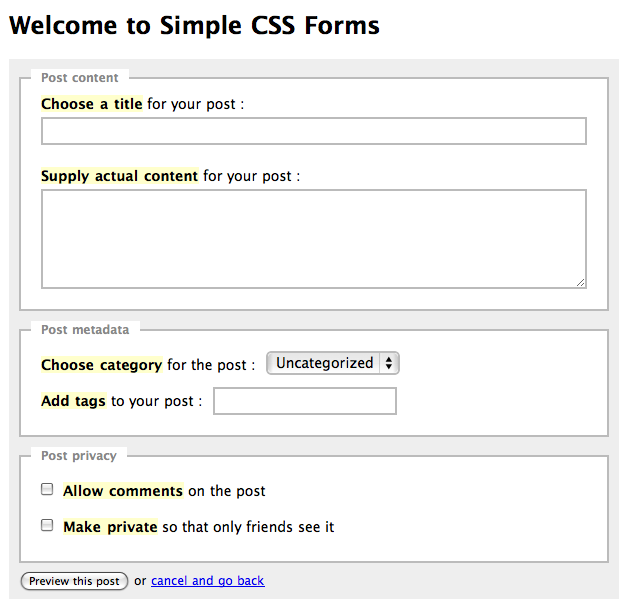 Welcome to Simple CSS Forms
Post content
Choose a title for your post :
Supply actual content for your post :
Post metadata
Choose category for the post : Uncategorized
Add tags to your post :
Post privacy
Allow comments on the post
Make private so that only friends see it
Preview this post or cancel and go back